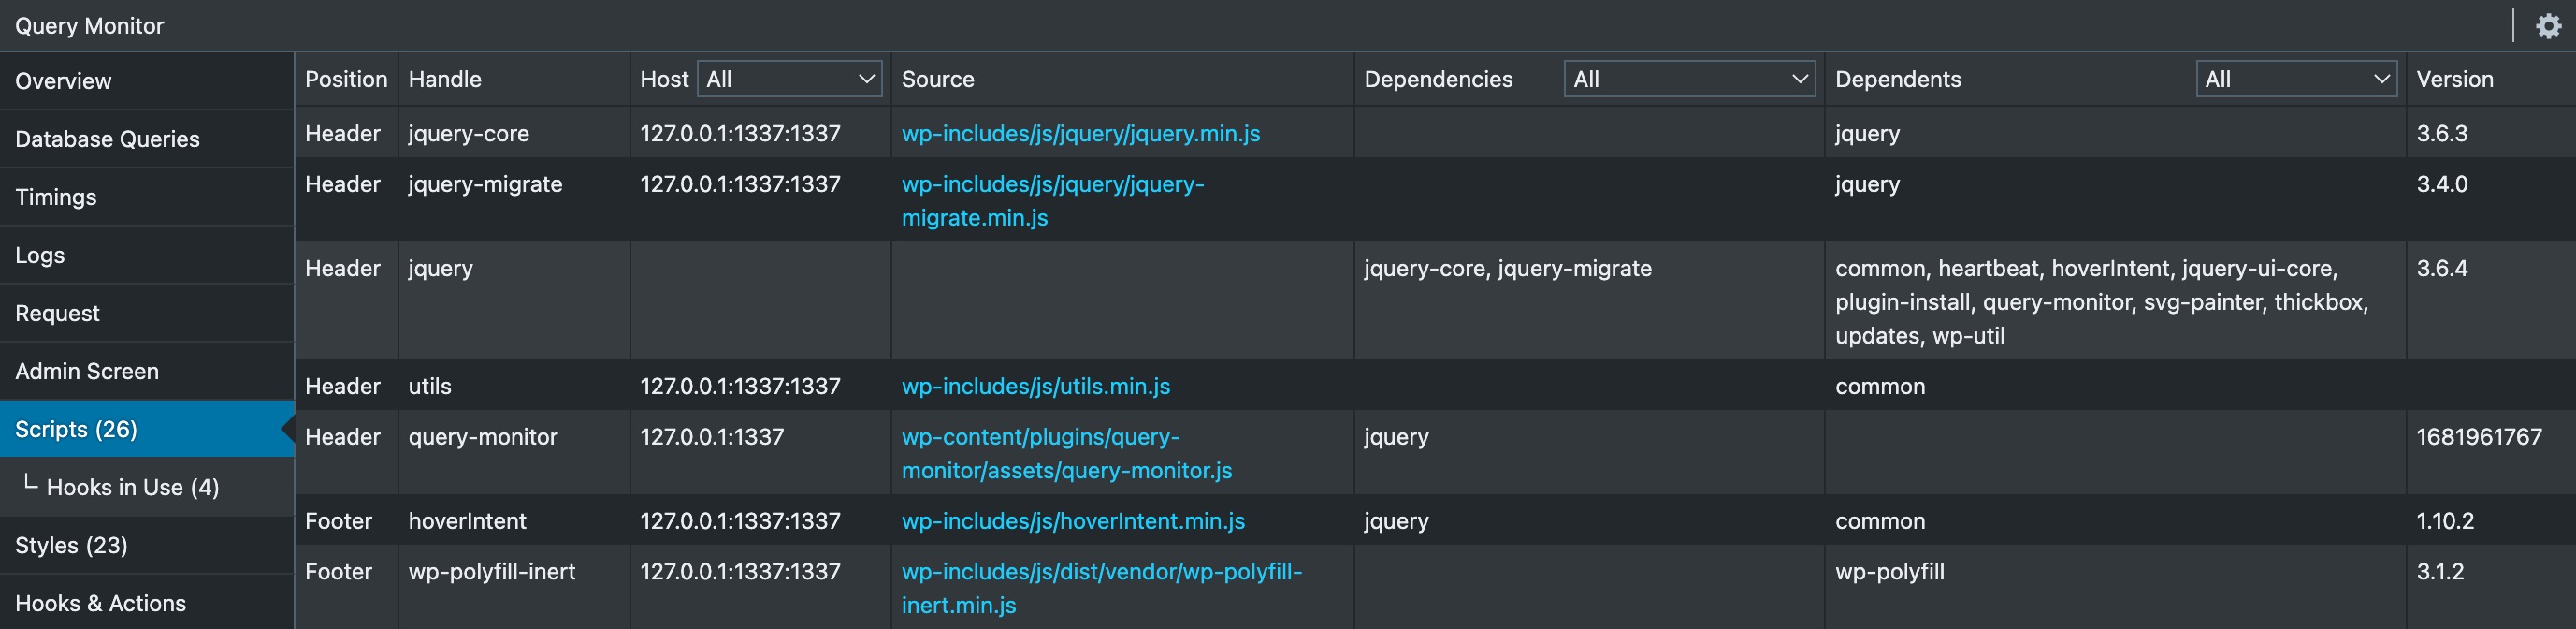 Query Monitor
Overview
Database Queries
Timings
Logs
Request
Admin Screen
Scripts (26)
Hooks in Use (4)
Styles (23)
Hooks & Actions
Position Handle Host All Source Dependencies All Dependents All Version
Header jquery-core 127.0.0.1:1337:1337 wp-includes/js/jquery/jquery.min.js jquery 3.6.3
Header jquery-migrate 127.0.0.1:1337:1337 wp-includes/js/jquery/jquery- jquery 3.4.0
migrate.min.js
Header jquery jquery-core, jquery-migrate common, heartbeat, hoverIntent, jquery-ui-core, 3.6.4
plugin-install, query-monitor, svg-painter, thickbox,
updates, wp-util
Header utils 127.0.0.1:1337:1337 wp-includes/js/utils.min.js common
Header query-monitor 127.0.0.1:1337 wp-content/plugins/query- jquery 1681961767
monitor/assets/query-monitor.js
Footer hoverIntent 127.0.0.1:1337:1337 wp-includes/js/hoverIntent.min.js jquery common 1.10.2
Footer wp-polyfill-inert 127.0.0.1:1337:1337 wp-includes/js/dist/vendor/wp-polyfill- wp-polyfill 3.1.2
inert.min.js